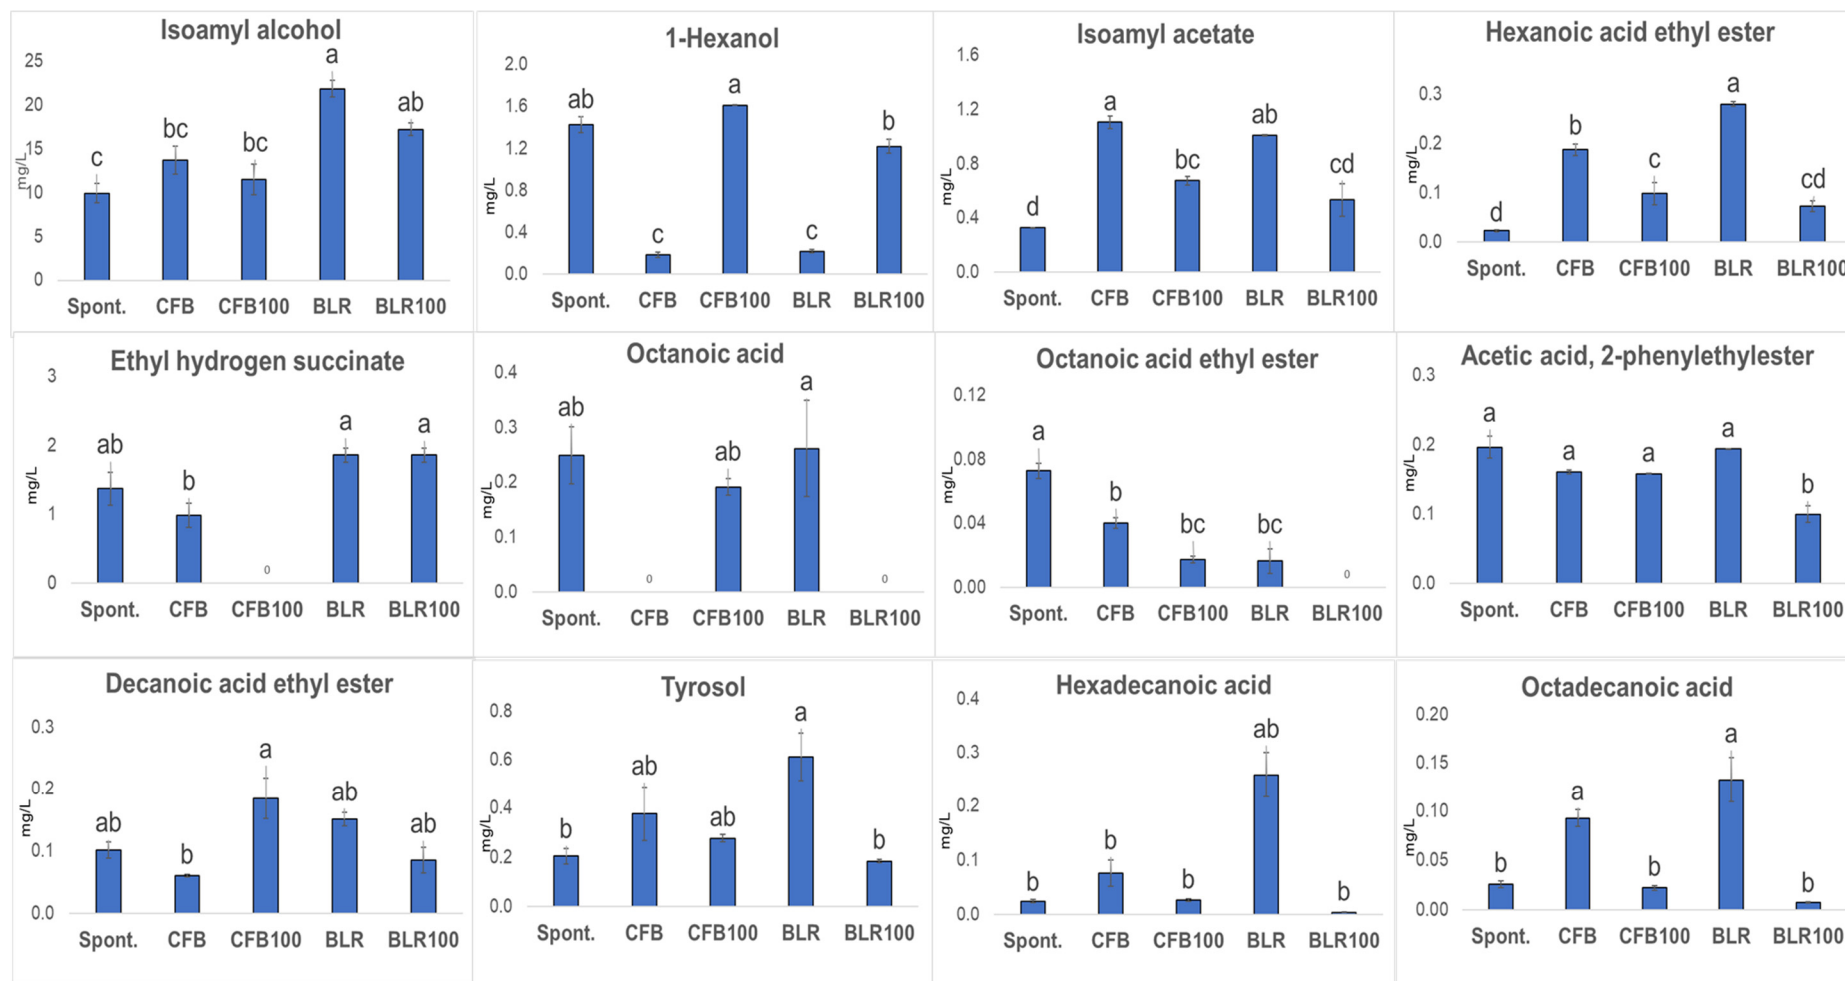 Isoamyl alcohol
25
20
15
10
5
0
mg/L
c
bc
bc
a
ab
Spont. CFB CFB100 BLR BLR100
1-Hexanol
2.0
1.6
1.2
0.8
0.4
0.0
mg/L
ab
c
a
c
b
Spont. CFB CFB100 BLR BLR100
Isoamyl acetate
1.6
1.2
0.8
0.4
0.0
mg/L
d
a
bc
ab
cd
Spont. CFB CFB100 BLR BLR100
Hexanoic acid ethyl ester
0.3
0.2
0.1
0.0
mg/L
d
b
c
a
cd
Spont. CFB CFB100 BLR BLR100
Ethyl hydrogen succinate
3
2
1
0
mg/L
ab
b
0
a
a
Spont. CFB CFB100 BLR BLR100
Octanoic acid
0.4
0.3
0.2
0.1
0.0
mg/L
ab
0
ab
a
0
Spont. CFB CFB100 BLR BLR100
Octanoic acid ethyl ester
0.12
0.08
0.04
0.00
mg/L
a
b
bc
bc
0
Spont. CFB CFB100 BLR BLR100
Acetic acid, 2-phenylethylester
0.3
0.2
0.1
0.0
mg/L
a
a
a
a
b
Spont. CFB CFB100 BLR BLR100
Decanoic acid ethyl ester
0.3
0.2
0.1
0.0
mg/L
ab
b
a
ab
ab
Spont. CFB CFB100 BLR BLR100
Tyrosol
0.8
0.6
0.4
0.2
0.0
mg/L
b
ab
ab
a
b
Spont. CFB CFB100 BLR BLR100
Hexadecanoic acid
0.4
0.3
0.2
0.1
0.0
mg/L
b
b
b
ab
b
Spont. CFB CFB100 BLR BLR100
Octadecanoic acid
0.20
0.15
0.10
0.05
0.00
mg/L
b
a
b
a
b
Spont. CFB CFB100 BLR BLR100